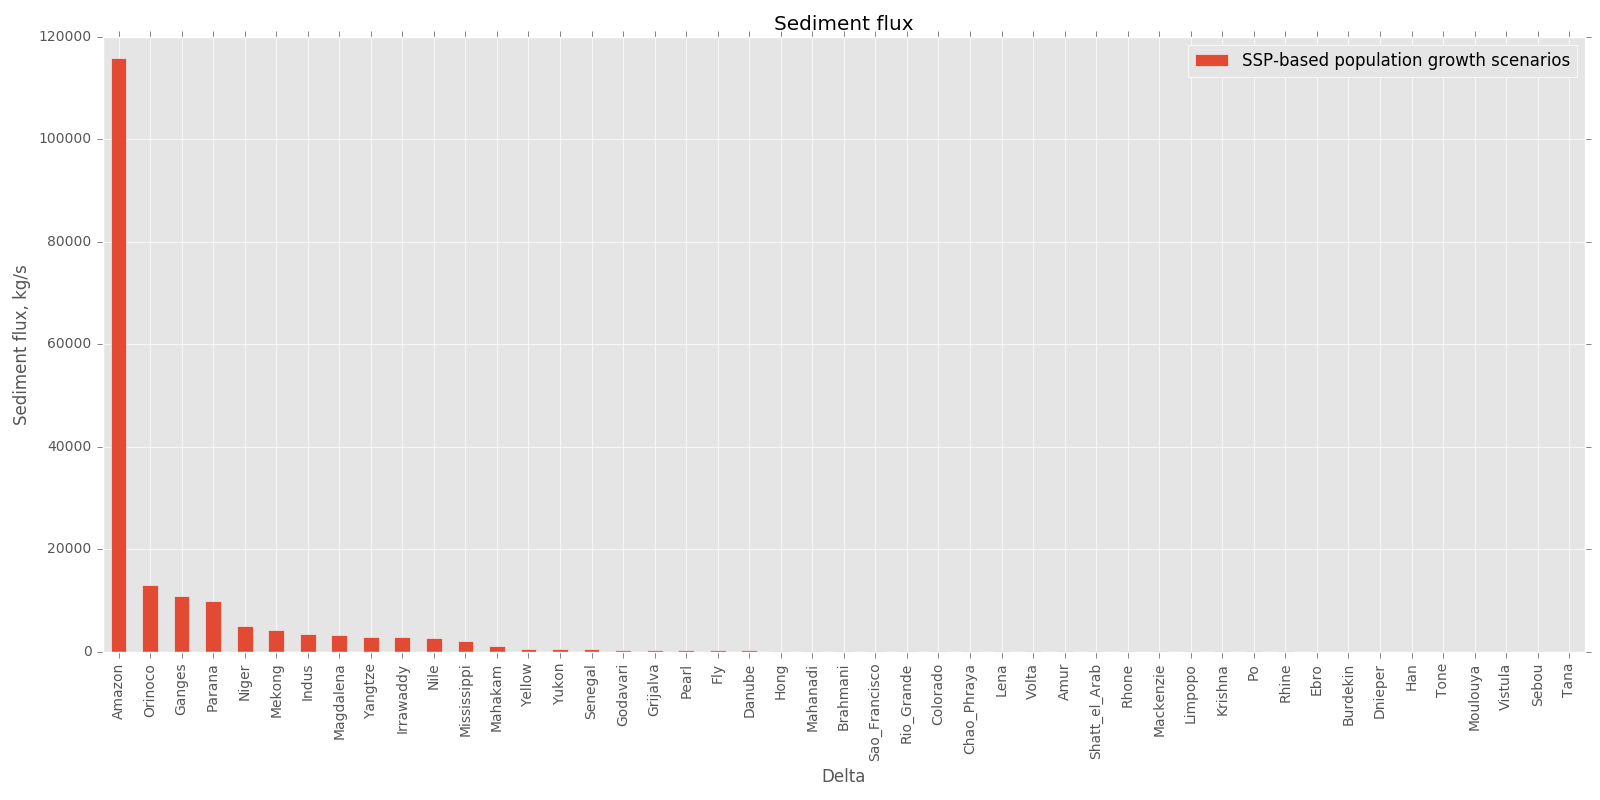 Sediment flux
120000
100000
80000
60000
40000
20000
0
Sediment flux, kg/s
SSP-based population growth scenarios
Amazon
Orinoco
Ganges
Parana
Niger
Mekong
Indus
Magdalena
Yangtze
Irrawaddy
Nile
Mississippi
Mahakam
Yellow
Yukon
Senegal
Godavari
Grijalva
Pearl
Fly
Danube
Hong
Mahanadi
Brahmani
Sao_Francisco
Rio_Grande
Colorado
Chao_Phraya
Lena
Volta
Amur
Shatt_el_Arab
Rhone
Mackenzie
Limpopo
Krishna
Po
Rhine
Ebro
Burdekin
Dnieper
Han
Tone
Moulouya
Vistula
Sebou
Tana
Delta